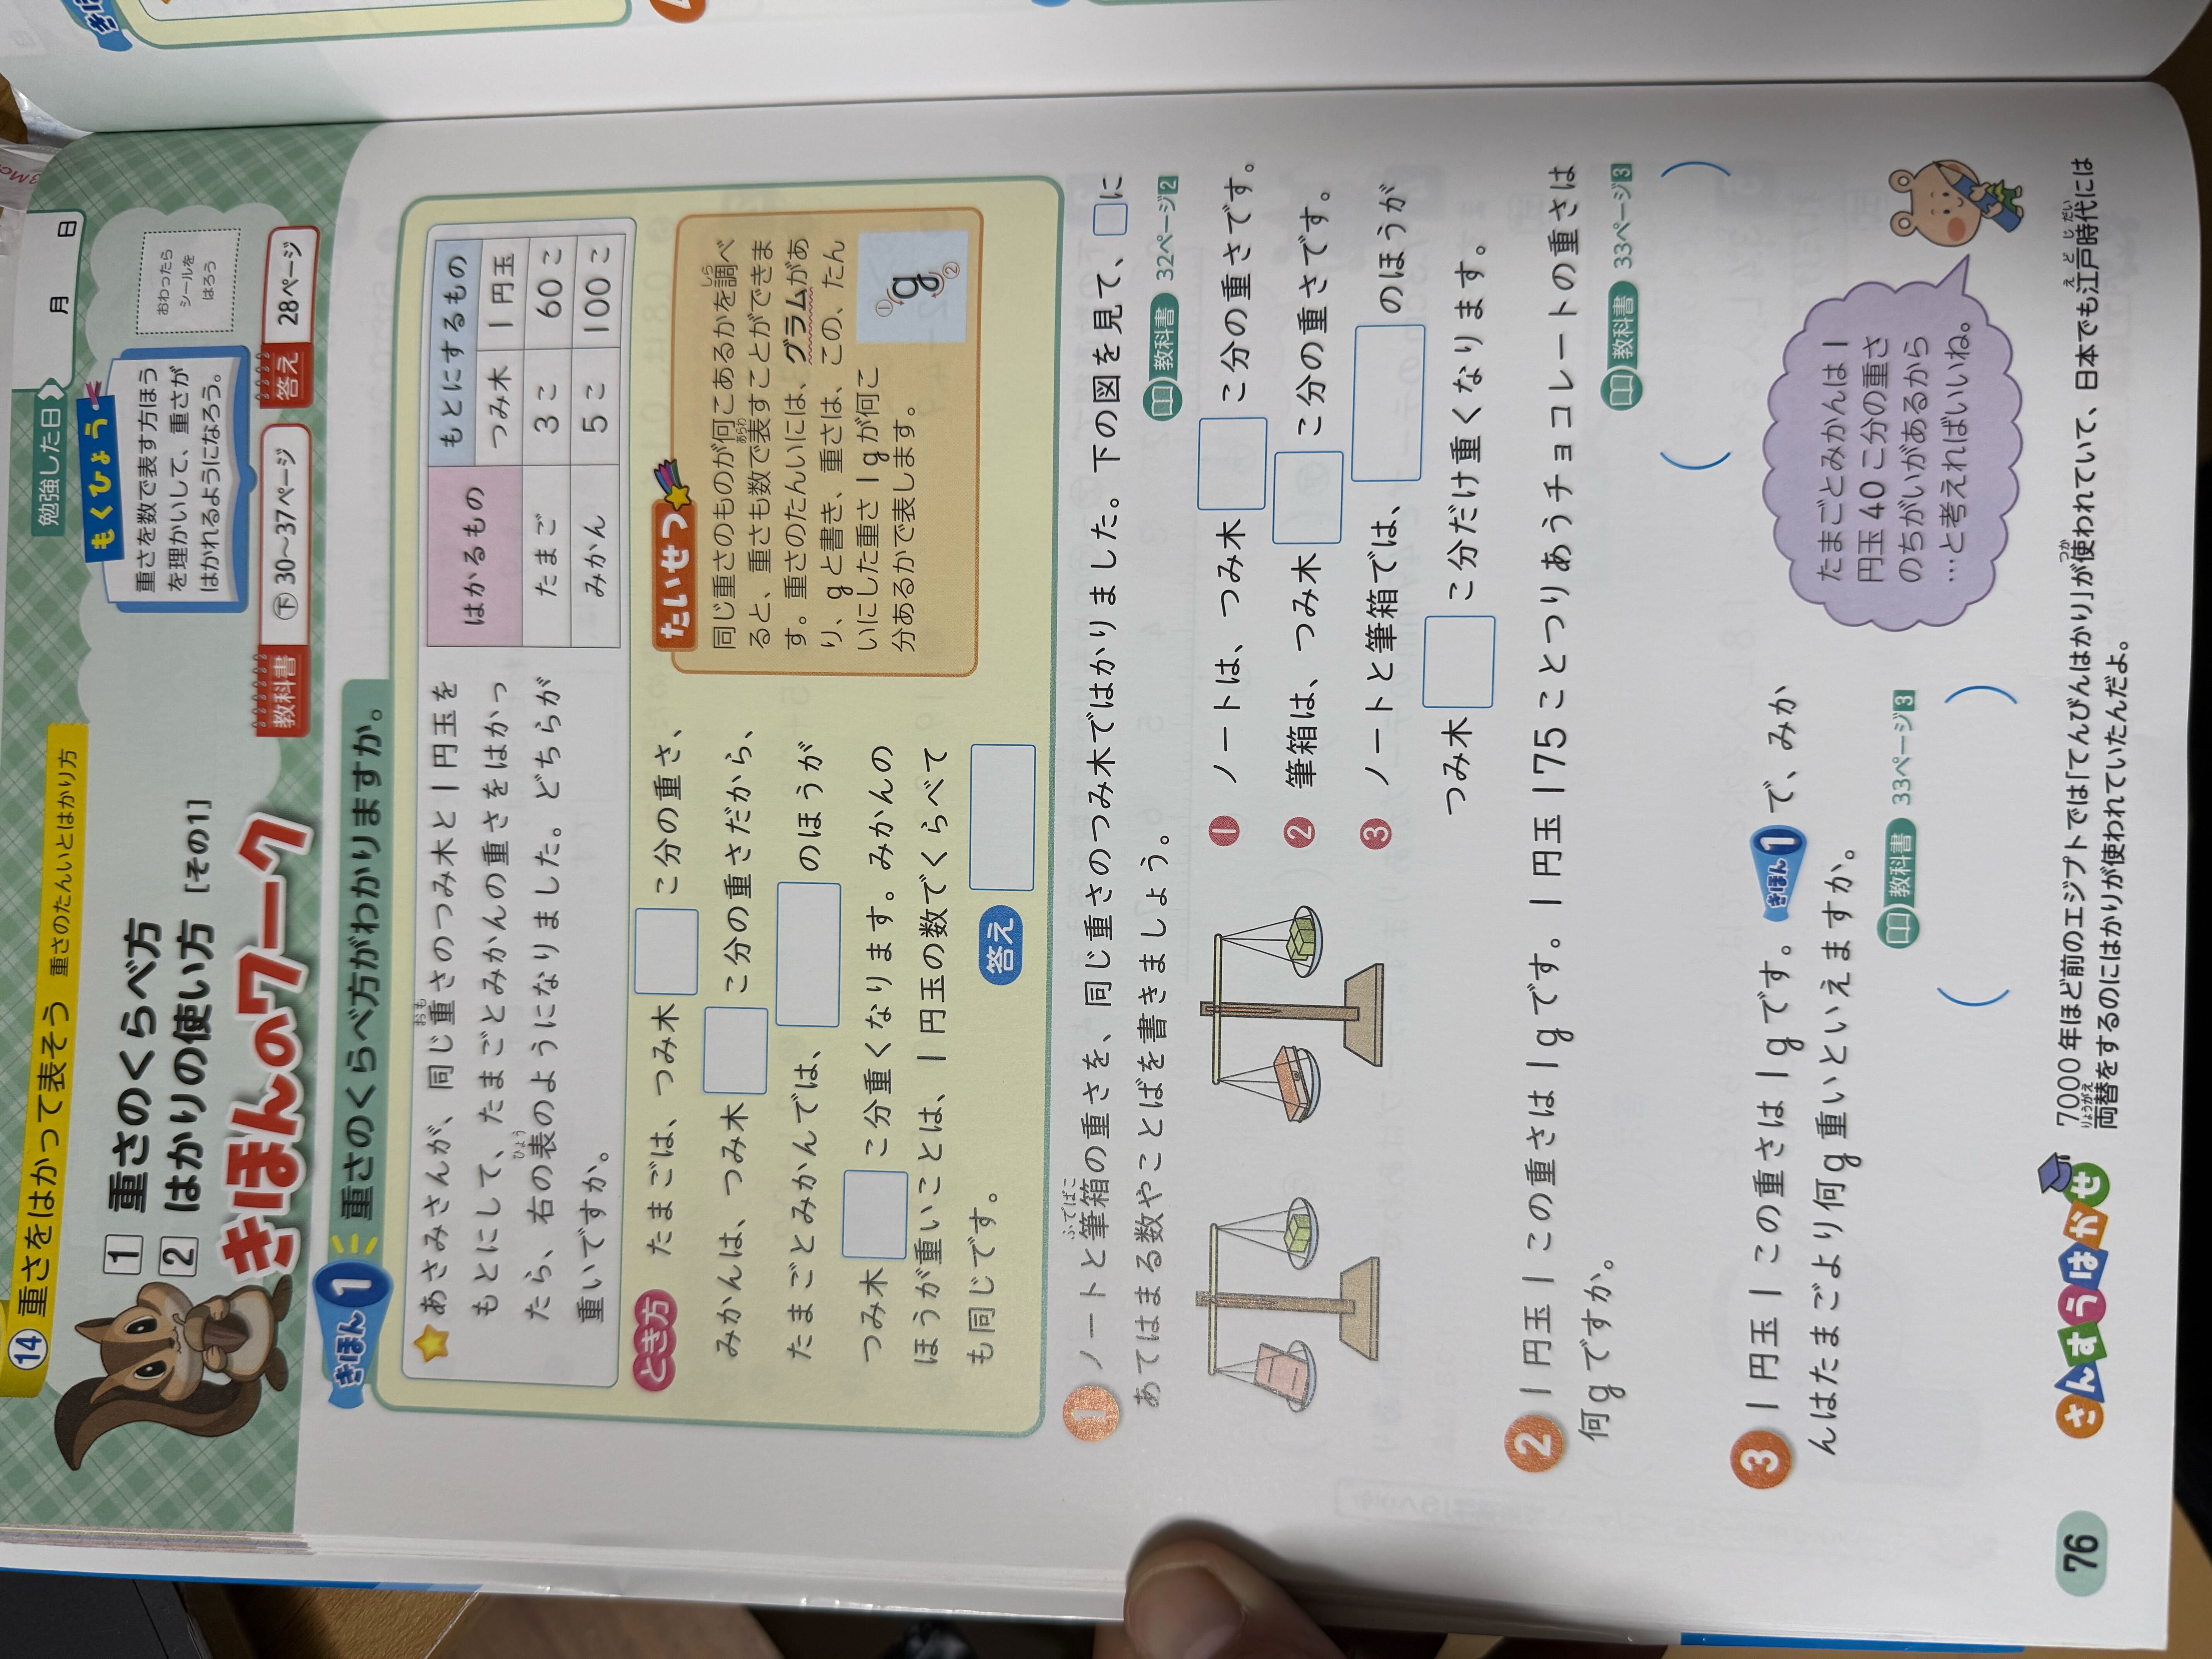 ⑭ 重さをはかって表そう 重さのたんいとはかり方
勉強した日 月 日
1 重さのくらべ方
2 はかりの使い方 [その1]
きほんのワーク
もくひょう
重さを数で表す方ほう
を理かいして、重さが
はかれるようになろう。
おわったら
シールを
はろう
教科書 下 30〜37ページ
答え 28ページ
きほん 1 重さのくらべ方がわかりますか。
あさみさんが、同じ重さのつみ木と1円玉を
もとにして、たまごとみかんの重さをはかっ
たら、右の表のようになりました。どちらが
重いですか。
おも
ひょう
はかるもの もとにするもの
つみ木 1円玉
たまご 3こ 60こ
みかん 5こ 100こ
とき方 たまごは、つみ木□こ分の重さ、
みかんは、つみ木□こ分の重さだから、
たまごとみかんでは、□のほうが
つみ木□こ分重くなります。みかんの
ほうが重いことは、1円玉の数でくらべて
も同じです。
答え
たいせつ
同じ重さのものが何こあるかを調べ
ると、重さも数で表すことができま
す。重さのたんいには、グラムがあ
り、gと書き、重さは、この、たん
いにした重さ1gが何こ
分あるかで表します。
しら
あらわ
① g ②
1 ノートと筆箱の重さを、同じ重さのつみ木ではかりました。下の図を見て、□に
あてはまる数やことばを書きましょう。
ふでばこ
教科書 32ページ2
❶ ノートは、つみ木□こ分の重さです。
❷ 筆箱は、つみ木□こ分の重さです。
❸ ノートと筆箱では、□のほうが
つみ木□こ分だけ重くなります。
2 1円玉1この重さは1gです。1円玉175ことつりあうチョコレートの重さは
何gですか。
教科書 33ページ3
( )
3 1円玉1この重さは1gです。きほん1で、みか
んはたまごより何g重いといえますか。
教科書 33ページ3
( )
たまごとみかんは1
円玉40こ分の重さ
のちがいがあるから
…と考えればいいね。
さんすうはかせ
7000年ほど前のエジプトでは「てんびんはかり」が使われていて、日本でも江戸時代には
両替をするのにはかりが使われていたんだよ。
つか
えどじだい
りょうがえ
76